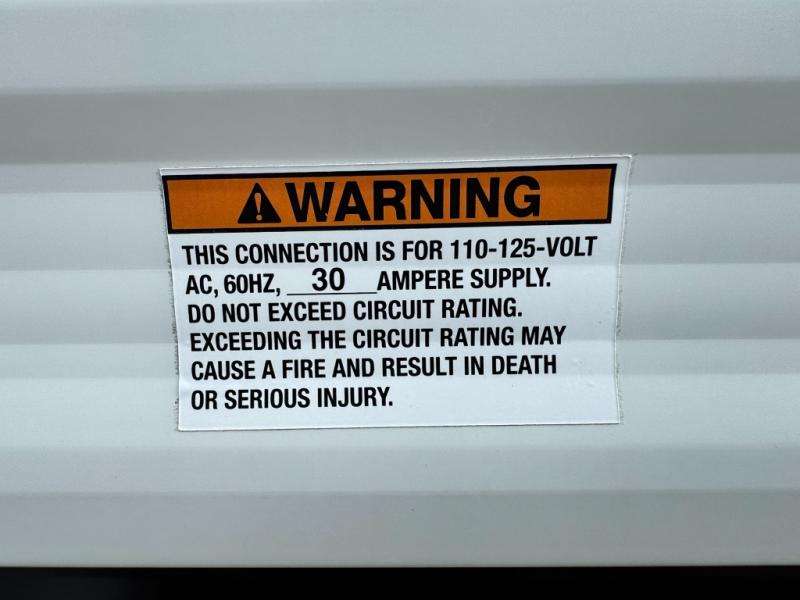 WARNING
THIS CONNECTION IS FOR 110-125-VOLT
AC, 60HZ, __30__ AMPERE SUPPLY.
DO NOT EXCEED CIRCUIT RATING.
EXCEEDING THE CIRCUIT RATING MAY
CAUSE A FIRE AND RESULT IN DEATH
OR SERIOUS INJURY.